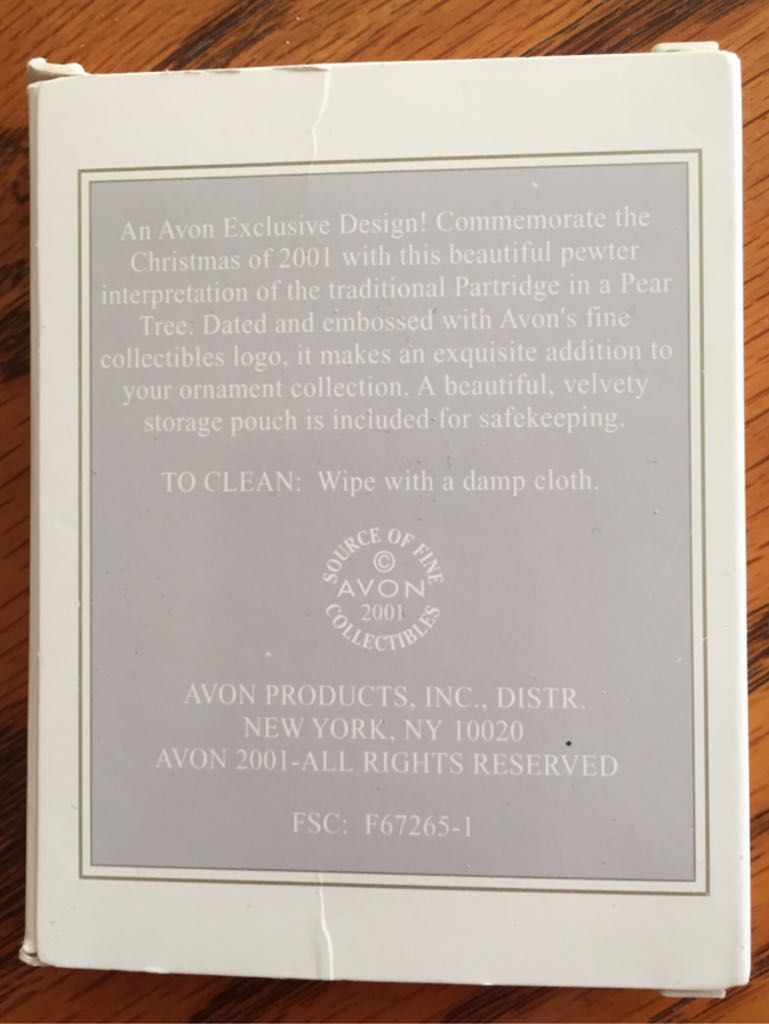 An Avon Exclusive Design! Commemorate the
Christmas of 2001 with this beautiful pewter
interpretation of the traditional Partridge in a Pear
Tree. Dated and embossed with Avon's fine
collectibles logo, it makes an exquisite addition to
your ornament collection. A beautiful, velvety
storage pouch is included for safekeeping.
TO CLEAN: Wipe with a damp cloth.
SOURCE OF FINE
©
AVON
2001
COLLECTIBLES
AVON PRODUCTS, INC., DISTR.
NEW YORK, NY 10020
AVON 2001-ALL RIGHTS RESERVED
FSC: F67265-1